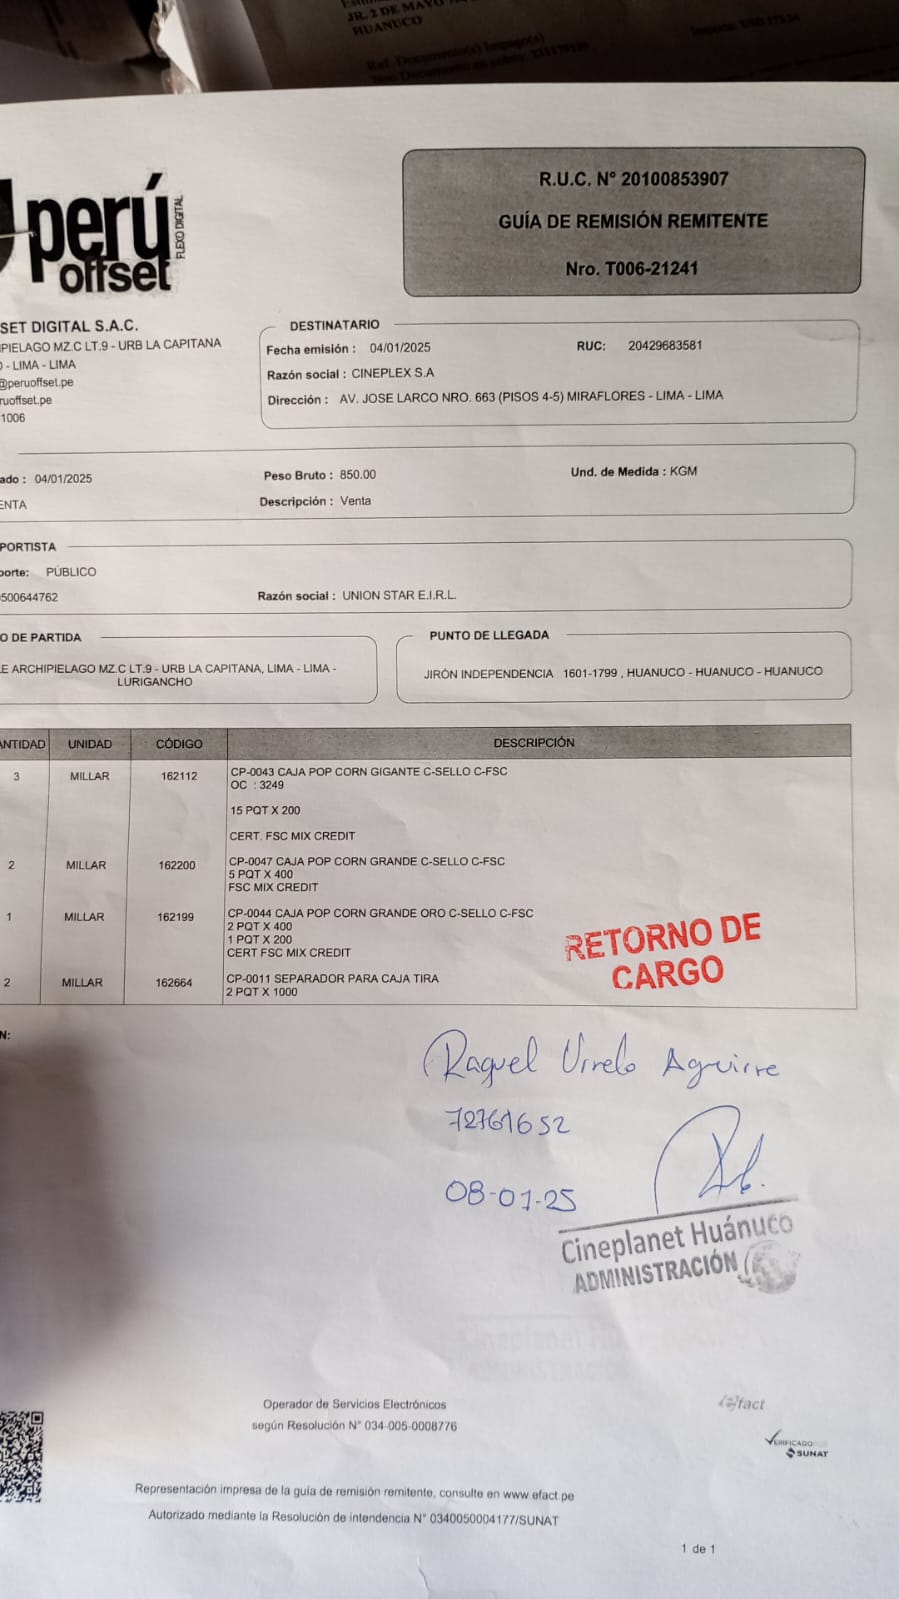 JR. 2 DE MAYO
HUANUCO
perú
offset
FLEXO DIGITAL
R.U.C. N° 20100853907
GUÍA DE REMISIÓN REMITENTE
Nro. T006-21241
SET DIGITAL S.A.C.
PIELAGO MZ.C LT.9 - URB LA CAPITANA
- LIMA - LIMA
@peruoffset.pe
ruoffset.pe
1006
DESTINATARIO
Fecha emisión : 04/01/2025 RUC: 20429683581
Razón social : CINEPLEX S.A
Dirección : AV. JOSE LARCO NRO. 663 (PISOS 4-5) MIRAFLORES - LIMA - LIMA
ado : 04/01/2025 Peso Bruto : 850.00 Und. de Medida : KGM
ENTA Descripción : Venta
PORTISTA
porte: PÚBLICO
500644762 Razón social : UNION STAR E.I.R.L.
O DE PARTIDA
E ARCHIPIELAGO MZ.C LT.9 - URB LA CAPITANA, LIMA - LIMA -
LURIGANCHO
PUNTO DE LLEGADA
JIRÓN INDEPENDENCIA 1601-1799 , HUANUCO - HUANUCO - HUANUCO
ANTIDAD UNIDAD CÓDIGO DESCRIPCIÓN
3 MILLAR 162112 CP-0043 CAJA POP CORN GIGANTE C-SELLO C-FSC
OC : 3249
15 PQT X 200
CERT. FSC MIX CREDIT
2 MILLAR 162200 CP-0047 CAJA POP CORN GRANDE C-SELLO C-FSC
5 PQT X 400
FSC MIX CREDIT
1 MILLAR 162199 CP-0044 CAJA POP CORN GRANDE ORO C-SELLO C-FSC
2 PQT X 400
1 PQT X 200
CERT FSC MIX CREDIT
2 MILLAR 162664 CP-0011 SEPARADOR PARA CAJA TIRA
2 PQT X 1000
RETORNO DE
CARGO
N:
Raquel Virelo Aguirre
72761652
08-01-25
Cineplanet Huánuco
ADMINISTRACIÓN
Operador de Servicios Electrónicos
según Resolución N° 034-005-0008776
efact
VERIFICADO
SUNAT
Representación impresa de la guía de remisión remitente, consulte en www.efact.pe
Autorizado mediante la Resolución de intendencia N° 0340050004177/SUNAT
1 de 1